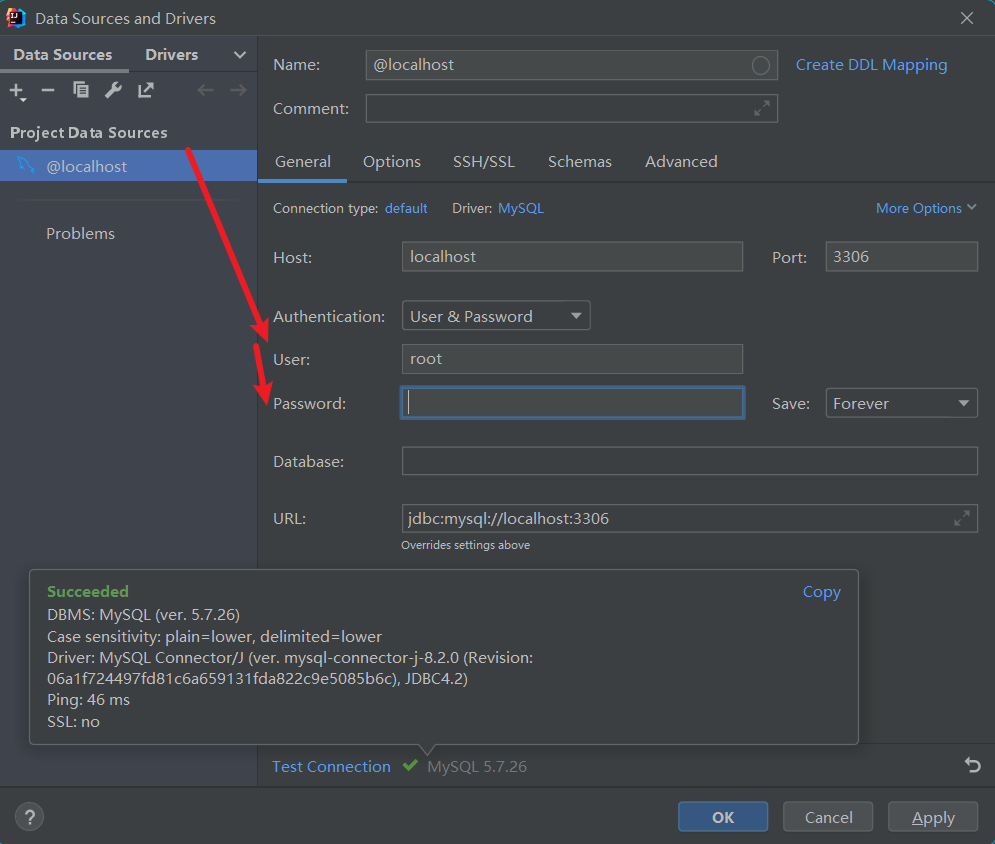 Data Sources and Drivers
Data Sources
Drivers
Project Data Sources
@localhost
Problems
Name:
@localhost
Create DDL Mapping
Comment:
General
Options
SSH/SSL
Schemas
Advanced
Connection type: default
Driver: MySQL
More Options
Host:
localhost
Port:
3306
Authentication:
User & Password
User:
root
Password:
Save:
Forever
Database:
URL:
jdbc:mysql://localhost:3306
Overrides settings above
Succeeded
Copy
DBMS: MySQL (ver. 5.7.26)
Case sensitivity: plain=lower, delimited=lower
Driver: MySQL Connector/J (ver. mysql-connector-j-8.2.0 (Revision:
06a1f724497fd81c6a659131fda822c9e5085b6c), JDBC4.2)
Ping: 46 ms
SSL: no
Test Connection
MySQL 5.7.26
?
OK
Cancel
Apply